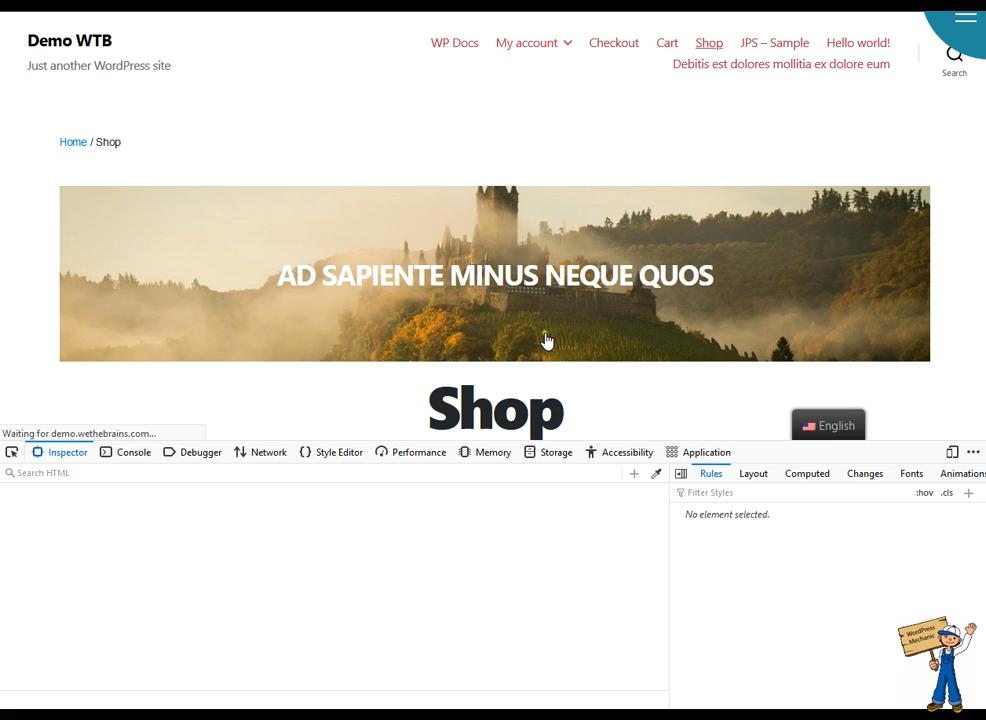 Demo WTB
Just another WordPress site
WP Docs My account Checkout Cart Shop JPS – Sample Hello world!
Debitis est dolores mollitia ex dolore eum
Search
Home / Shop
AD SAPIENTE MINUS NEQUE QUOS
Shop
English
Waiting for demo.wethebrains.com...
Inspector Console Debugger Network Style Editor Performance Memory Storage Accessibility Application
Search HTML
Rules Layout Computed Changes Fonts Animations
Filter Styles :hov .cls
No element selected.
WordPress
Mechanic